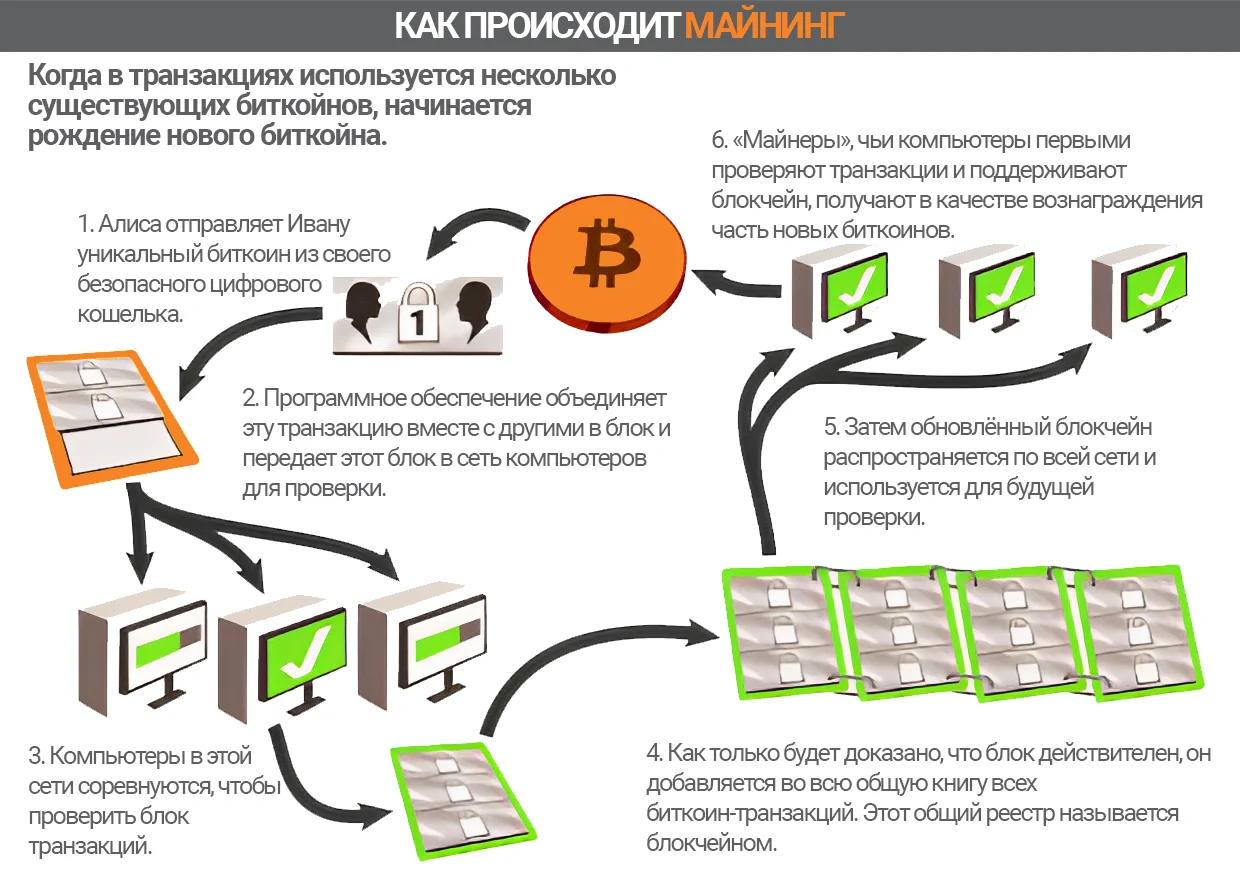 КАК ПРОИСХОДИТ МАЙНИНГ
Когда в транзакциях используется несколько
существующих биткойнов, начинается
рождение нового биткойна.
1. Алиса отправляет Ивану
уникальный биткоин из своего
безопасного цифрового
кошелька.
1
2. Программное обеспечение объединяет
эту транзакцию вместе с другими в блок и
передает этот блок в сеть компьютеров
для проверки.
3. Компьютеры в этой
сети соревнуются, чтобы
проверить блок
транзакций.
4. Как только будет доказано, что блок действителен, он
добавляется во всю общую книгу всех
биткоин-транзакций. Этот общий реестр называется
блокчейном.
5. Затем обновлённый блокчейн
распространяется по всей сети и
используется для будущей
проверки.
6. «Майнеры», чьи компьютеры первыми
проверяют транзакции и поддерживают
блокчейн, получают в качестве вознаграждения
часть новых биткоинов.